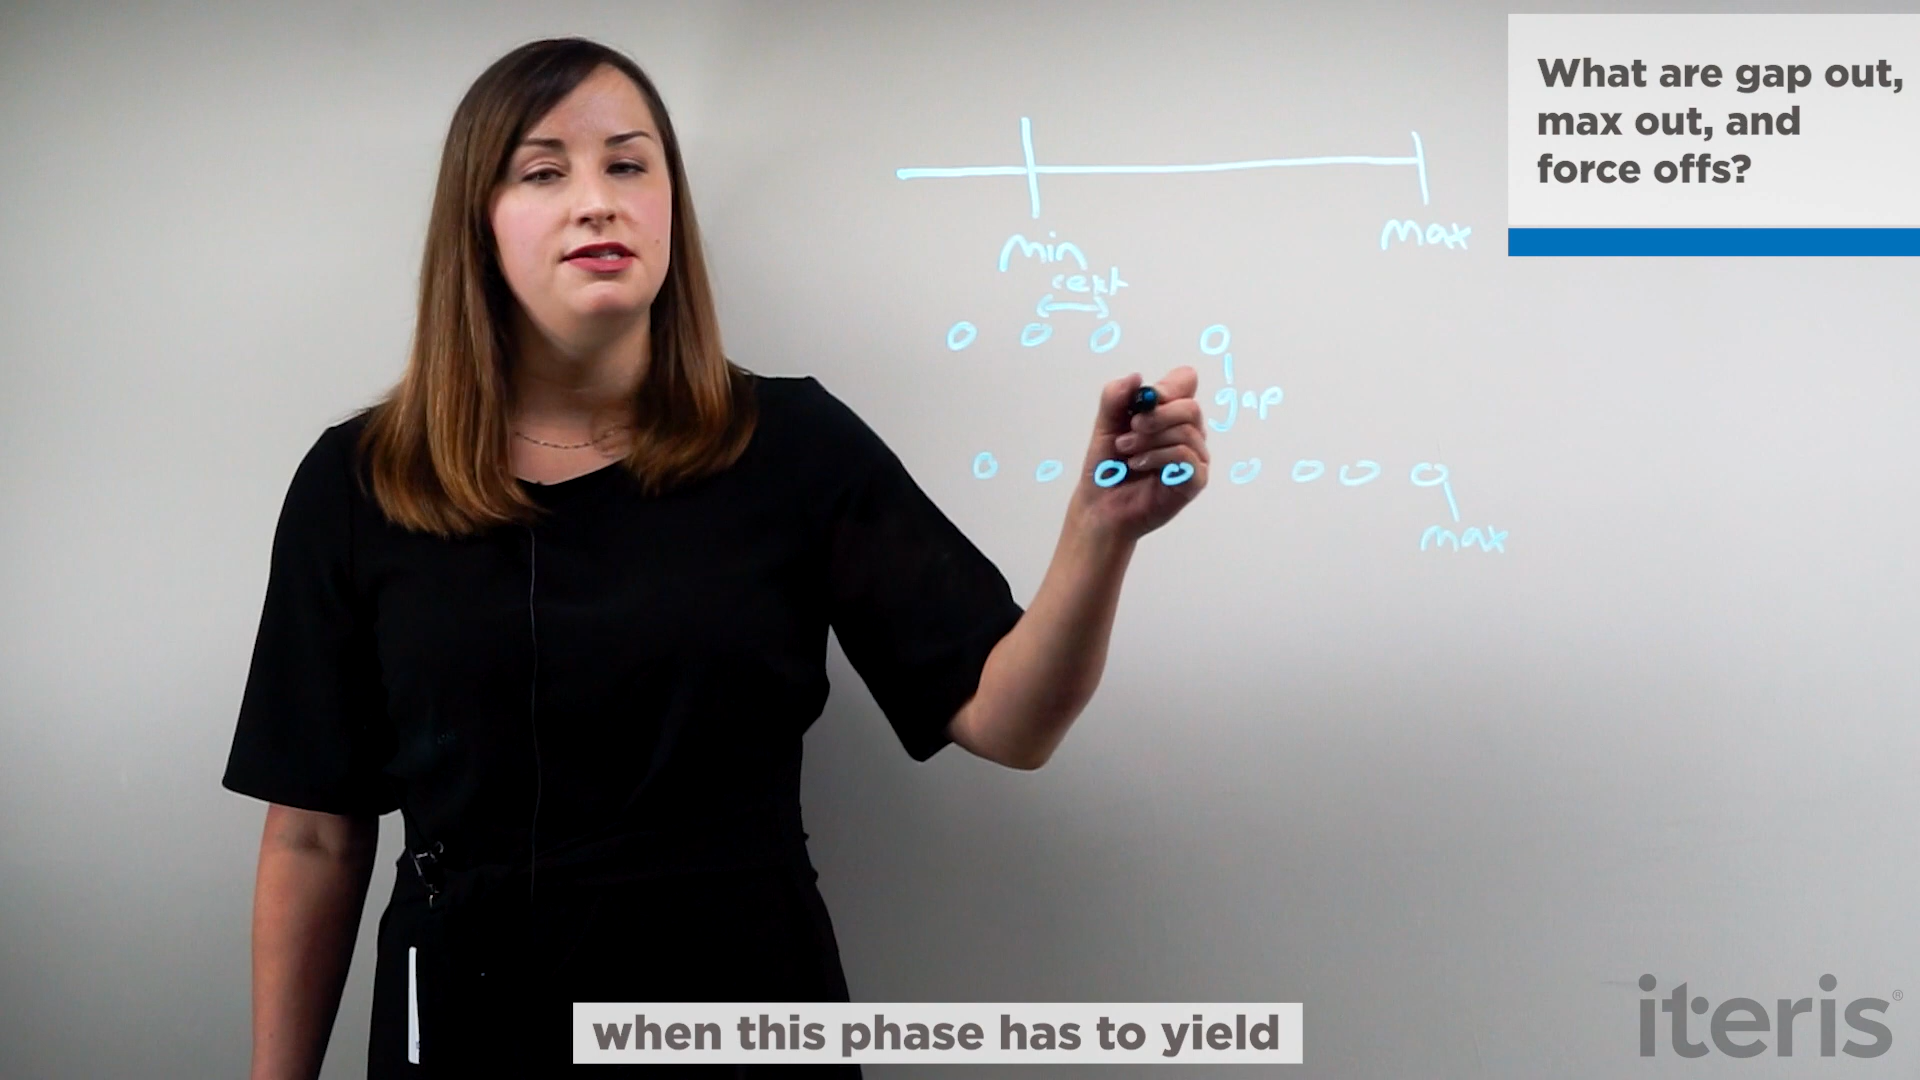 What are gap out,
max out, and
force offs?
min
max
ext
gap
max
when this phase has to yield
iteris®